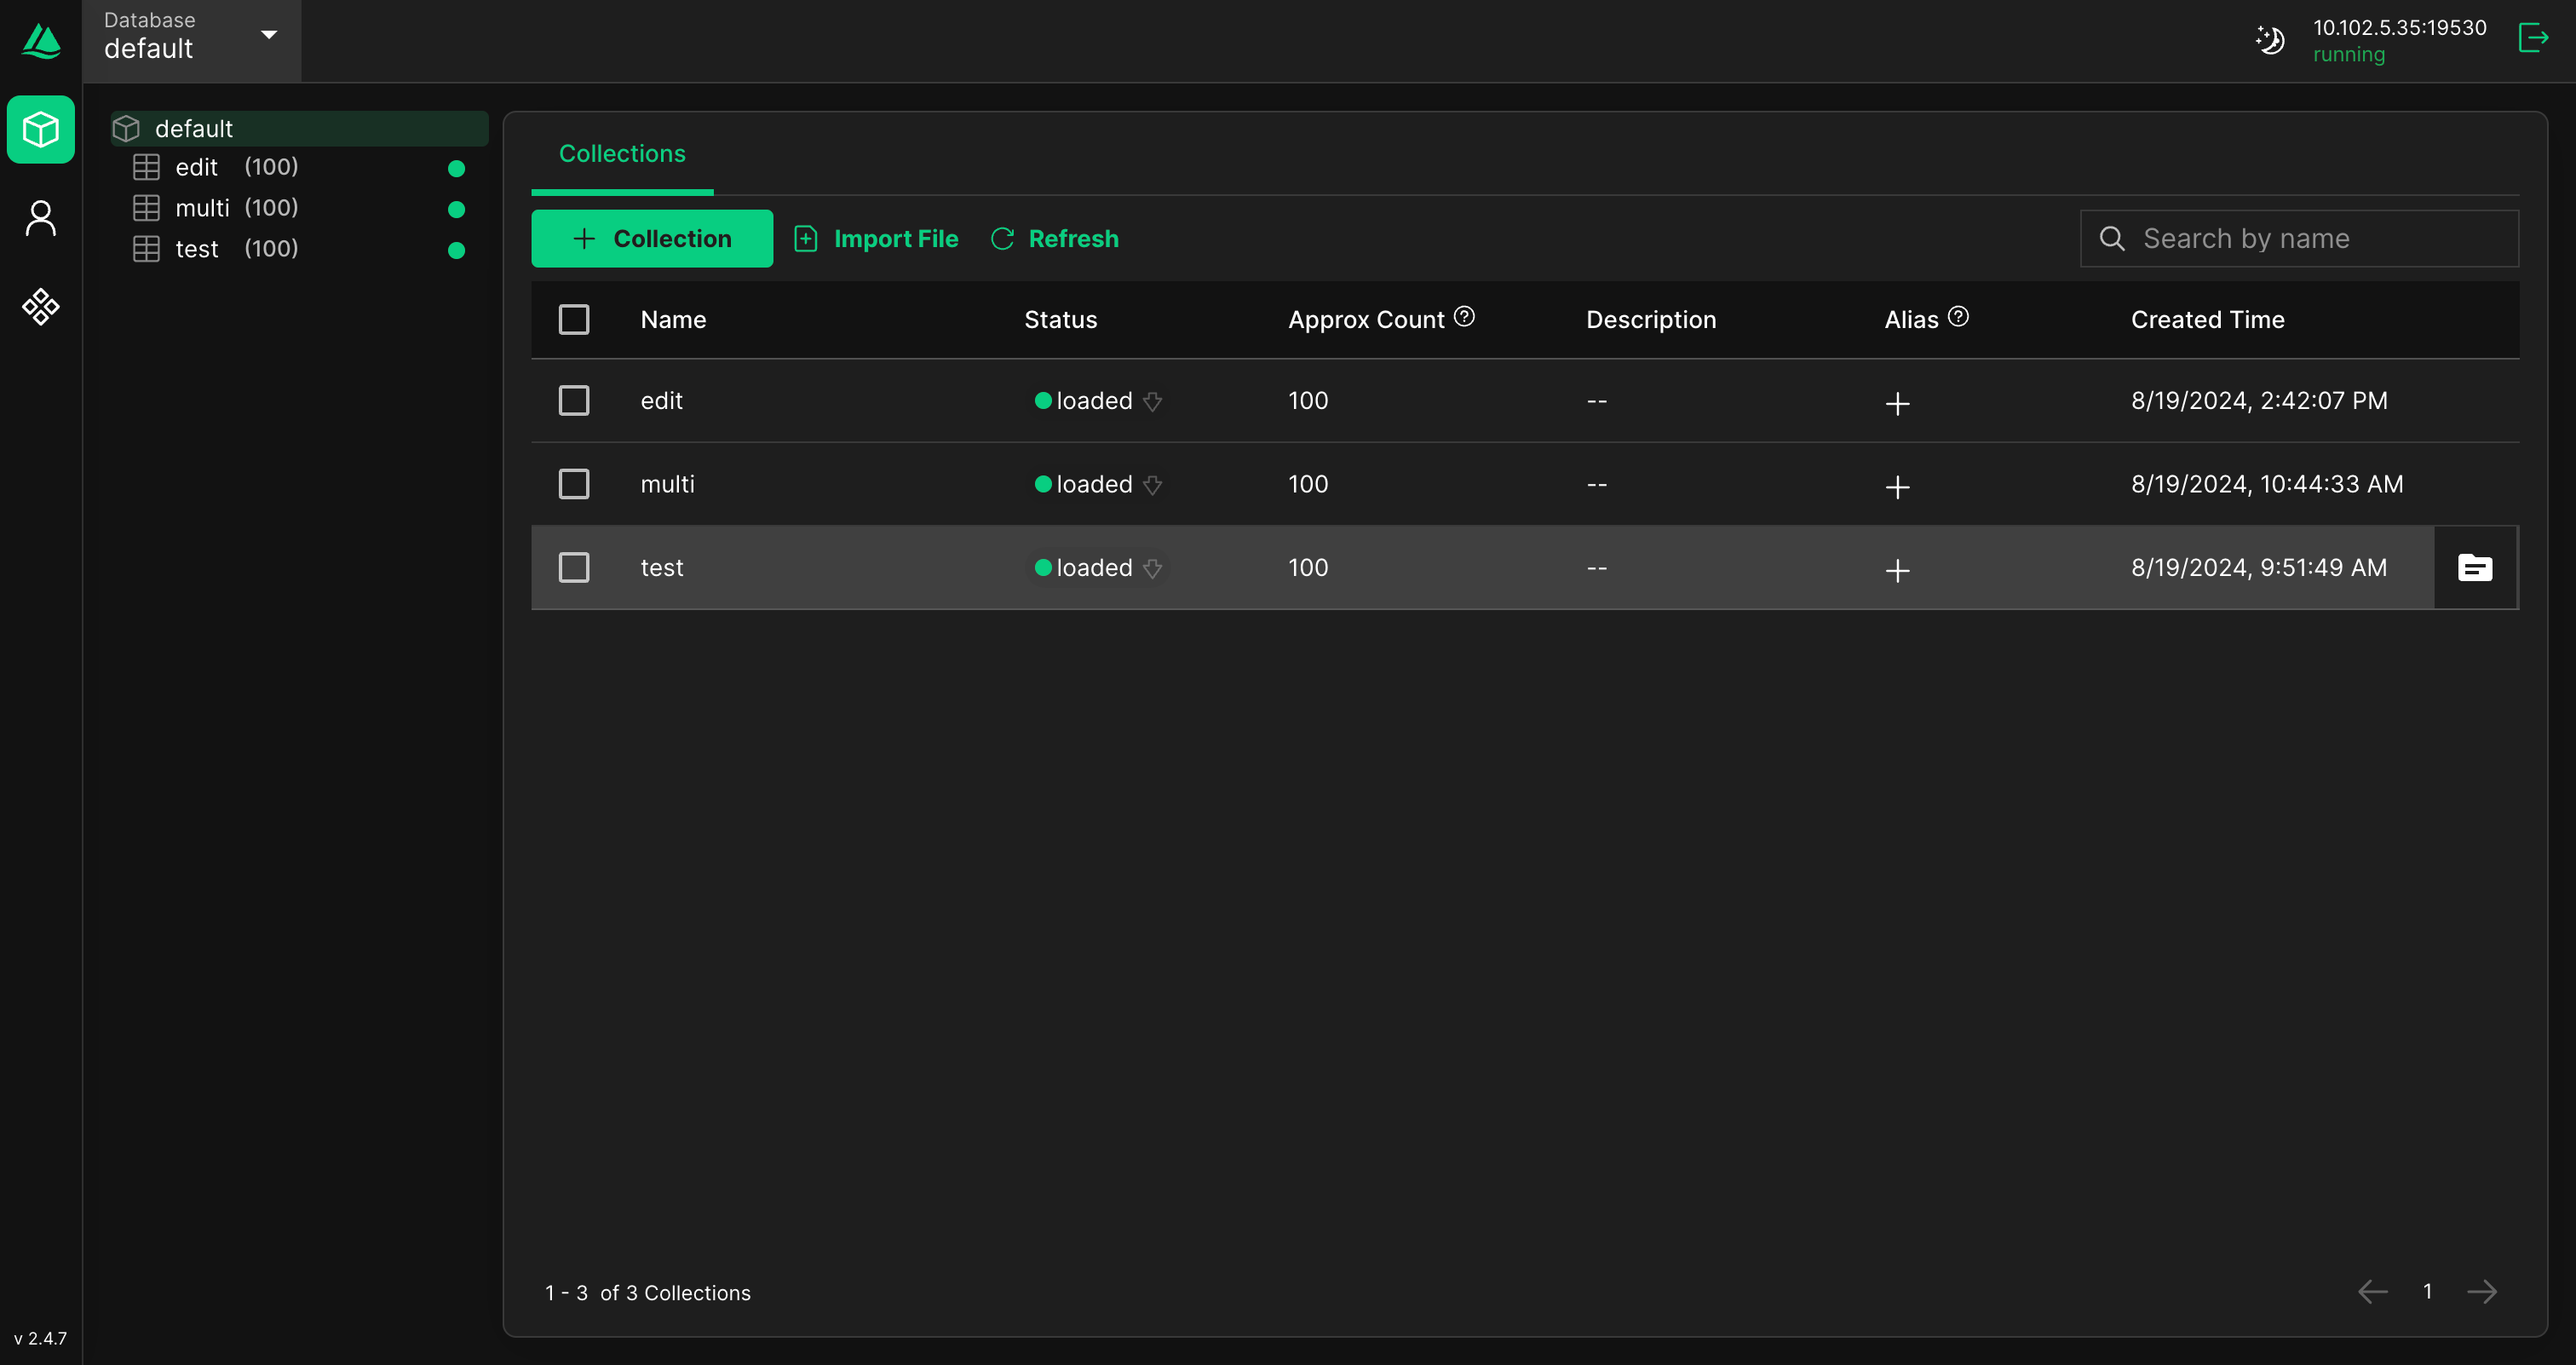 Database
default
10.102.5.35:19530
running
default
edit (100)
multi (100)
test (100)
Collections
Collection Import File Refresh Search by name
Name Status Approx Count ? Description Alias ? Created Time
edit loaded 100 -- + 8/19/2024, 2:42:07 PM
multi loaded 100 -- + 8/19/2024, 10:44:33 AM
test loaded 100 -- + 8/19/2024, 9:51:49 AM
1 - 3 of 3 Collections 1
v 2.4.7